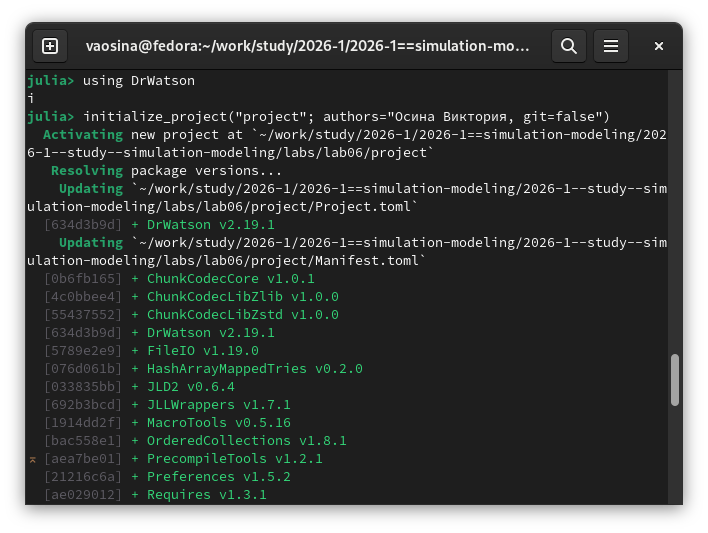 vaosina@fedora:~/work/study/2026-1/2026-1==simulation-mo...
julia> using DrWatson
i
julia> initialize_project("project"; authors="Осина Виктория, git=false")
Activating new project at `~/work/study/2026-1/2026-1==simulation-modeling/202
6-1--study--simulation-modeling/labs/lab06/project`
Resolving package versions...
Updating `~/work/study/2026-1/2026-1==simulation-modeling/2026-1--study--sim
ulation-modeling/labs/lab06/project/Project.toml`
[634d3b9d] + DrWatson v2.19.1
Updating `~/work/study/2026-1/2026-1==simulation-modeling/2026-1--study--sim
ulation-modeling/labs/lab06/project/Manifest.toml`
[0b6fb165] + ChunkCodecCore v1.0.1
[4c0bbee4] + ChunkCodecLibZlib v1.0.0
[55437552] + ChunkCodecLibZstd v1.0.0
[634d3b9d] + DrWatson v2.19.1
[5789e2e9] + FileIO v1.19.0
[076d061b] + HashArrayMappedTries v0.2.0
[033835bb] + JLD2 v0.6.4
[692b3bcd] + JLLWrappers v1.7.1
[1914dd2f] + MacroTools v0.5.16
[bac558e1] + OrderedCollections v1.8.1
⌅ [aea7be01] + PrecompileTools v1.2.1
[21216c6a] + Preferences v1.5.2
[ae029012] + Requires v1.3.1